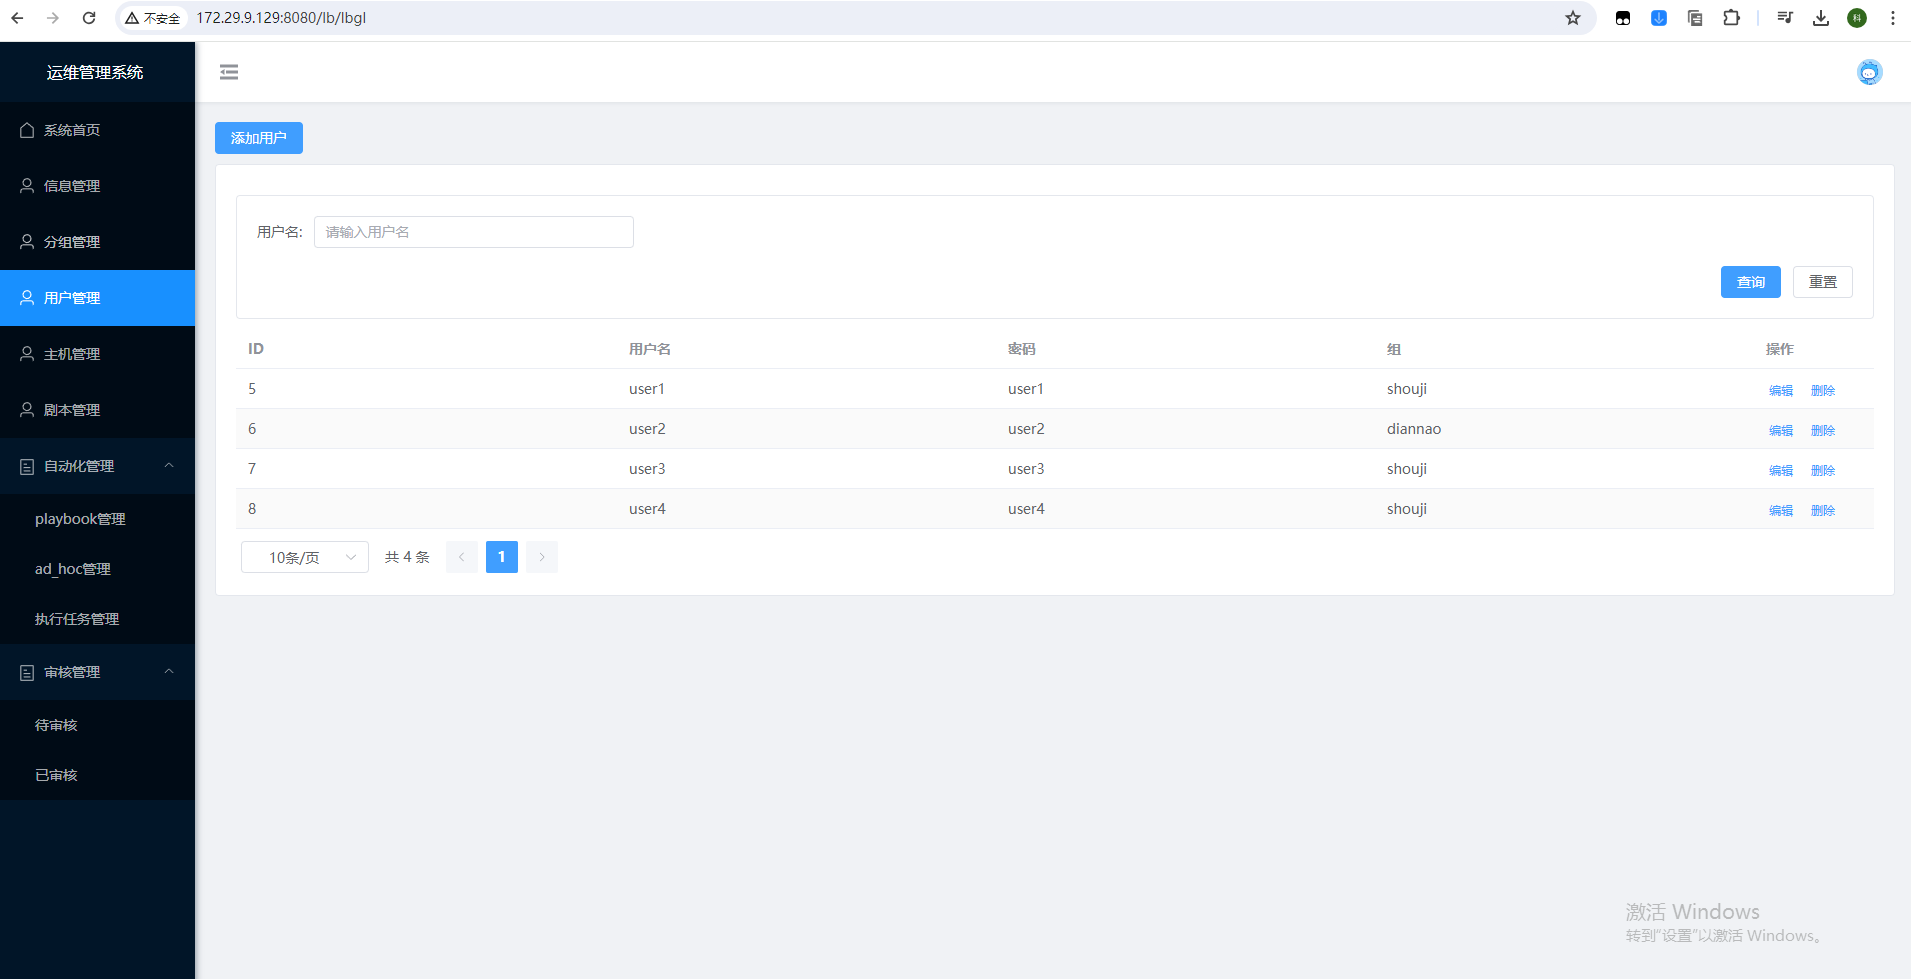 不安全 172.29.9.129:8080/lb/lbgl
科
运维管理系统
系统首页
信息管理
分组管理
用户管理
主机管理
剧本管理
自动化管理
playbook管理
ad_hoc管理
执行任务管理
审核管理
待审核
已审核
添加用户
用户名: 请输入用户名
查询 重置
ID 用户名 密码 组 操作
5 user1 user1 shouji 编辑 删除
6 user2 user2 diannao 编辑 删除
7 user3 user3 shouji 编辑 删除
8 user4 user4 shouji 编辑 删除
10条/页 共 4 条 1
激活 Windows
转到“设置”以激活 Windows。